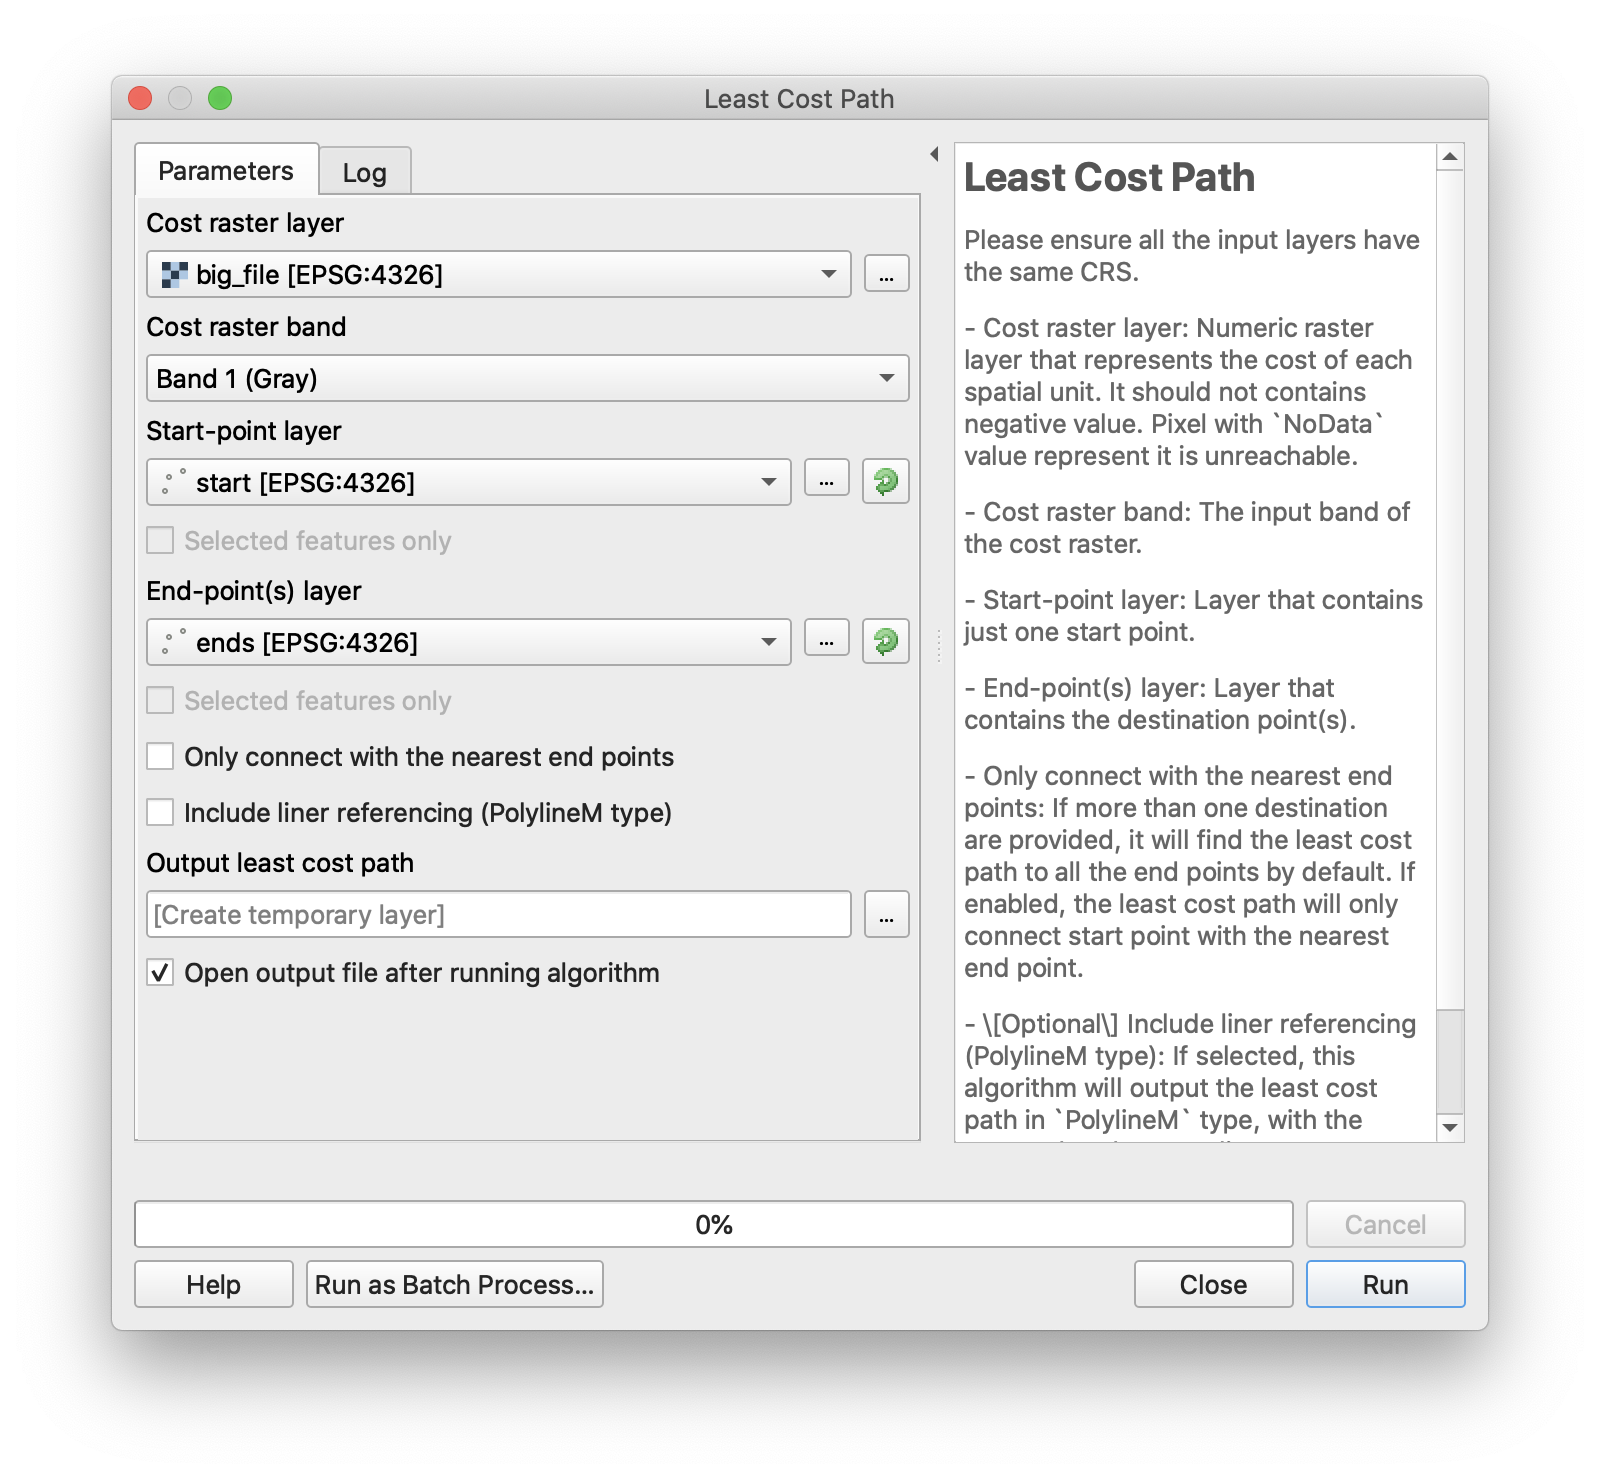 Least Cost Path
Parameters
Log
Cost raster layer
big_file [EPSG:4326]
...
Cost raster band
Band 1 (Gray)
Start-point layer
start [EPSG:4326]
...
Selected features only
End-point(s) layer
ends [EPSG:4326]
...
Selected features only
Only connect with the nearest end points
Include liner referencing (PolylineM type)
Output least cost path
[Create temporary layer]
...
Open output file after running algorithm
Least Cost Path
Please ensure all the input layers have
the same CRS.
- Cost raster layer: Numeric raster
layer that represents the cost of each
spatial unit. It should not contains
negative value. Pixel with `NoData`
value represent it is unreachable.
- Cost raster band: The input band of
the cost raster.
- Start-point layer: Layer that contains
just one start point.
- End-point(s) layer: Layer that
contains the destination point(s).
- Only connect with the nearest end
points: If more than one destination
are provided, it will find the least cost
path to all the end points by default. If
enabled, the least cost path will only
connect start point with the nearest
end point.
- \[Optional\] Include liner referencing
(PolylineM type): If selected, this
algorithm will output the least cost
path in `PolylineM` type, with the
0%
Cancel
Help
Run as Batch Process...
Close
Run